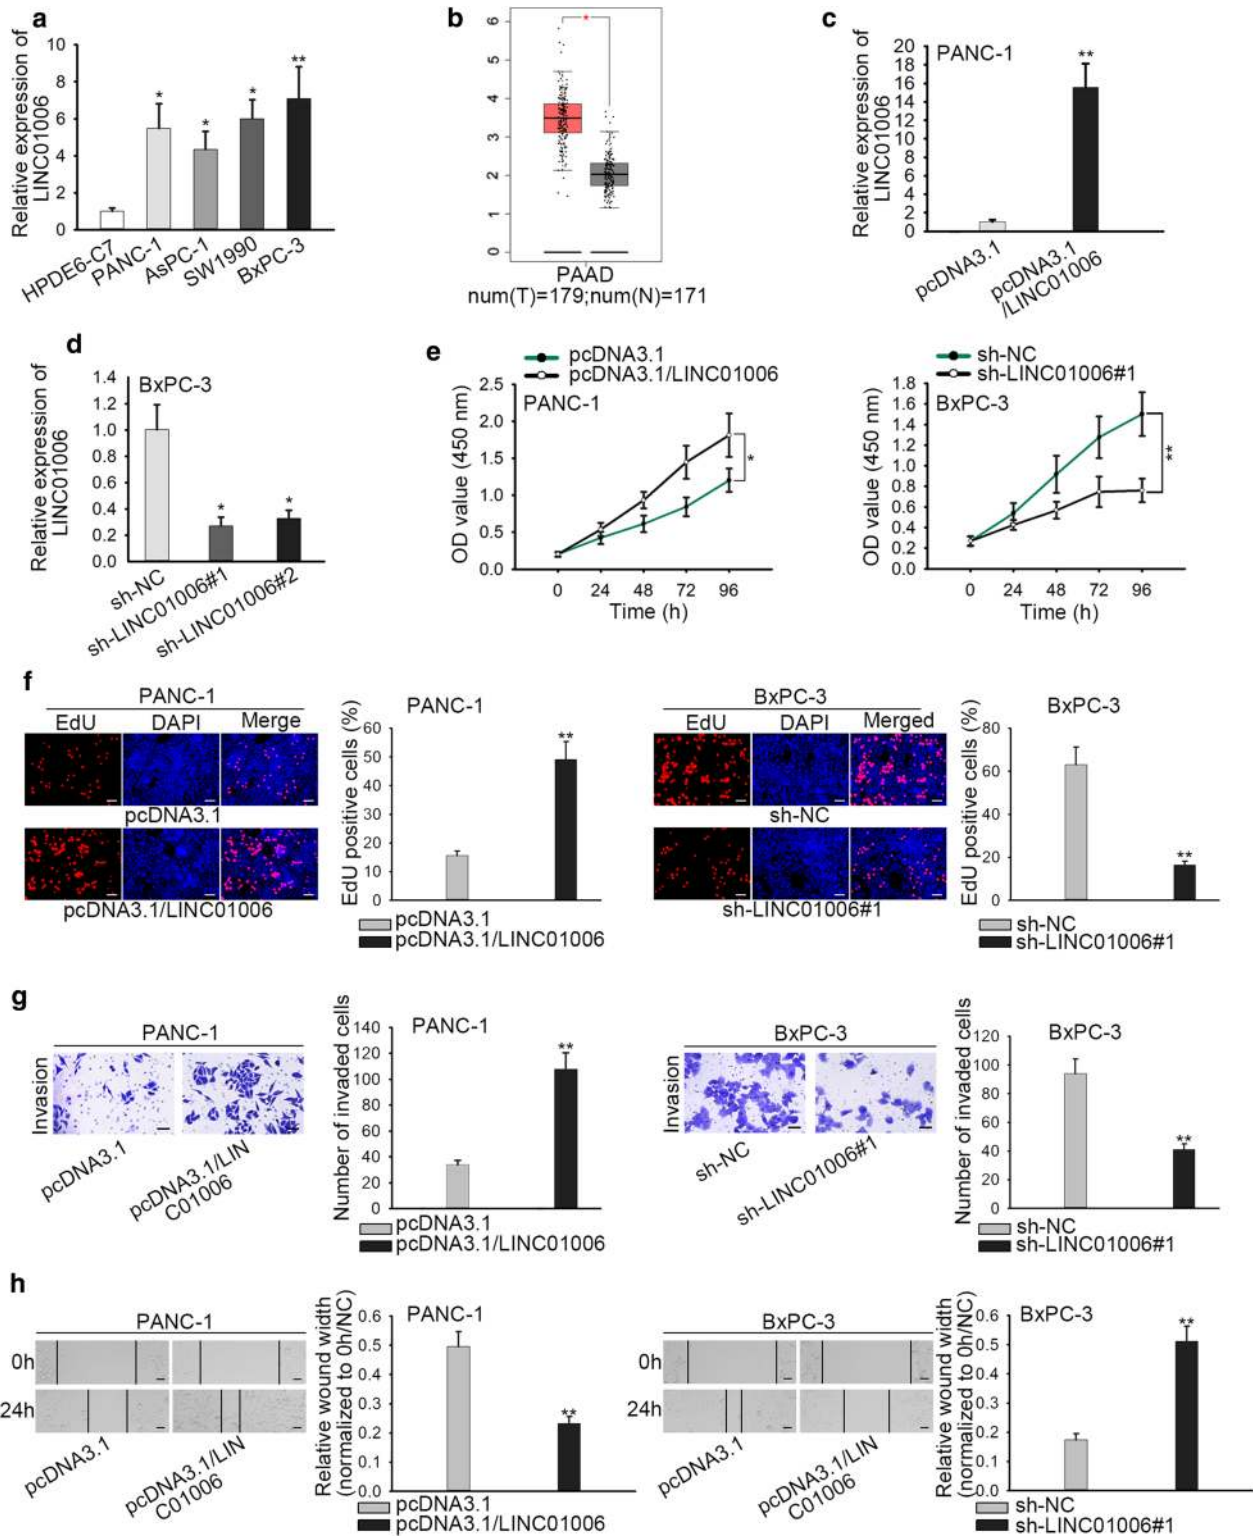 a
Relative expression of
LINC01006
10
8
6
4
2
0
*
*
*
**
HPDE6-C7
PANC-1
AsPC-1
SW1990
BxPC-3
b
6
5
4
3
2
1
0
*
PAAD
num(T)=179;num(N)=171
c
Relative expression of
LINC01006
20
18
16
14
12
10
8
6
4
2
0
PANC-1
**
pcDNA3.1
pcDNA3.1
/LINC01006
d
Relative expression of
LINC01006
1.4
1.2
1.0
0.8
0.6
0.4
0.2
0.0
BxPC-3
*
*
sh-NC
sh-LINC01006#1
sh-LINC01006#2
e
pcDNA3.1
pcDNA3.1/LINC01006
OD value (450 nm)
2.5
2.0
1.5
1.0
0.5
0.0
PANC-1
*
0 24 48 72 96
Time (h)
sh-NC
sh-LINC01006#1
OD value (450 nm)
1.8
1.6
1.4
1.2
1.0
0.8
0.6
0.4
0.2
0.0
BxPC-3
**
0 24 48 72 96
Time (h)
f
PANC-1
EdU DAPI Merge
pcDNA3.1
pcDNA3.1/LINC01006
EdU positive cells (%)
60
50
40
30
20
10
0
PANC-1
**
pcDNA3.1
pcDNA3.1/LINC01006
BxPC-3
EdU DAPI Merged
sh-NC
sh-LINC01006#1
EdU positive cells (%)
80
60
40
20
0
BxPC-3
**
sh-NC
sh-LINC01006#1
g
PANC-1
Invasion
pcDNA3.1
pcDNA3.1/LIN
C01006
Number of invaded cells
140
120
100
80
60
40
20
0
PANC-1
**
pcDNA3.1
pcDNA3.1/LINC01006
BxPC-3
Invasion
sh-NC
sh-LINC01006#1
Number of invaded cells
120
100
80
60
40
20
0
BxPC-3
**
sh-NC
sh-LINC01006#1
h
PANC-1
0h
24h
pcDNA3.1
pcDNA3.1/LIN
C01006
Relative wound width
(normalized to 0h/NC)
0.6
0.5
0.4
0.3
0.2
0.1
0.0
PANC-1
**
pcDNA3.1
pcDNA3.1/LINC01006
BxPC-3
0h
24h
pcDNA3.1
pcDNA3.1/LIN
C01006
Relative wound width
(normalized to 0h/NC)
0.6
0.5
0.4
0.3
0.2
0.1
0.0
BxPC-3
**
sh-NC
sh-LINC01006#1